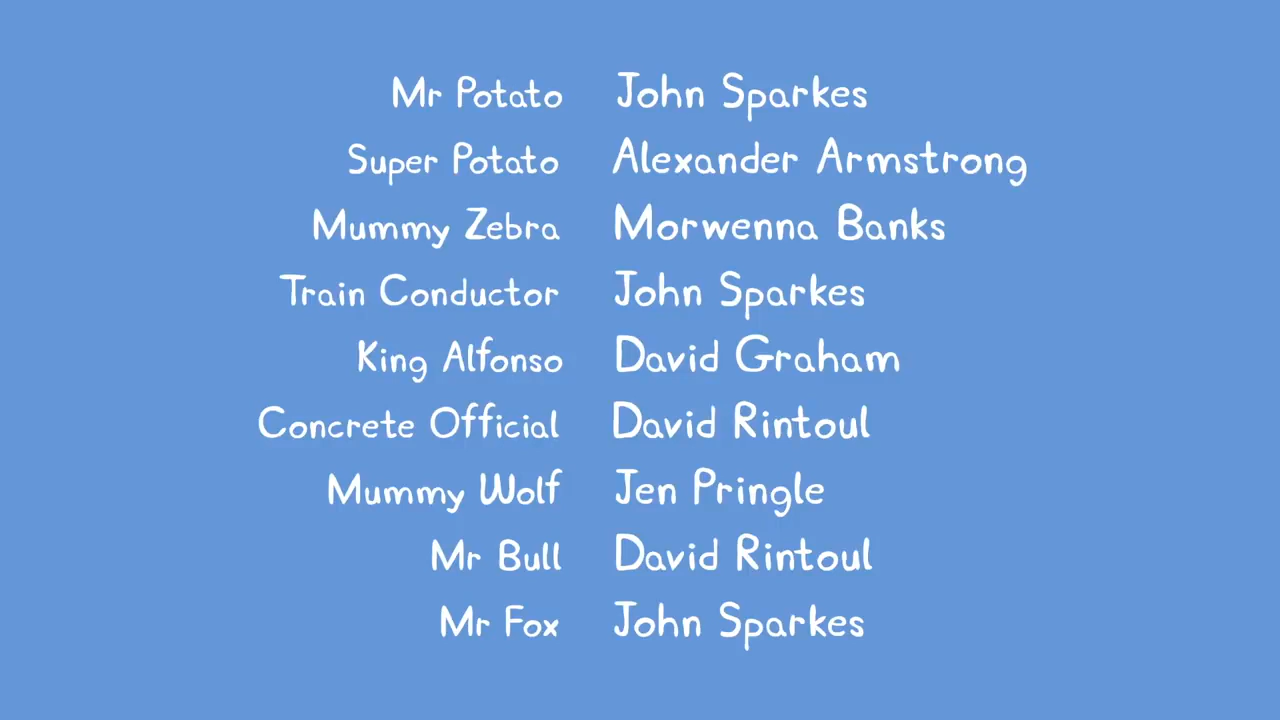 Mr Potato John Sparkes
Super Potato Alexander Armstrong
Mummy Zebra Morwenna Banks
Train Conductor John Sparkes
King Alfonso David Graham
Concrete Official David Rintoul
Mummy Wolf Jen Pringle
Mr Bull David Rintoul
Mr Fox John Sparkes